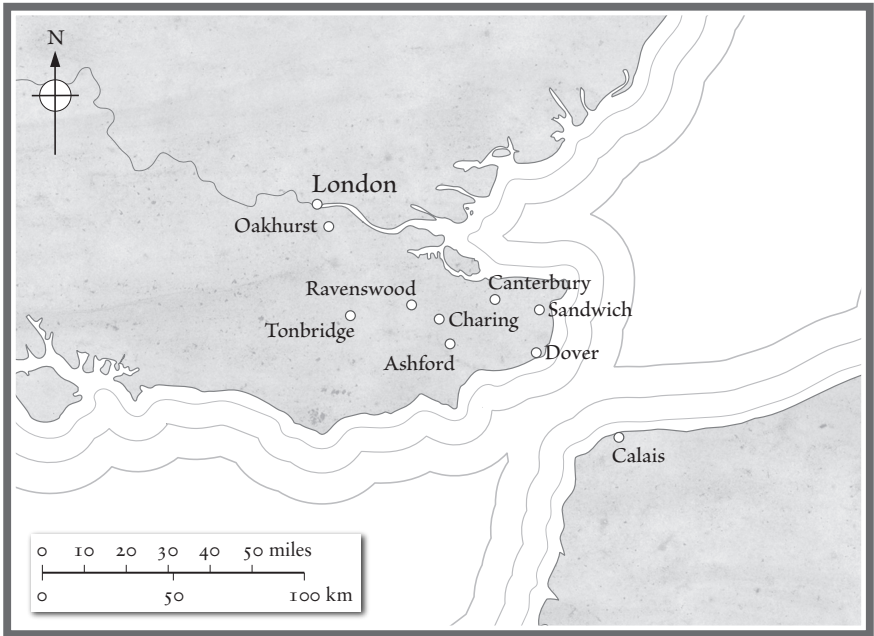 N
London
Oakhurst
Ravenswood
Canterbury
Sandwich
Charing
Tonbridge
Ashford
Dover
Calais
0 10 20 30 40 50 miles
0 50 100 km